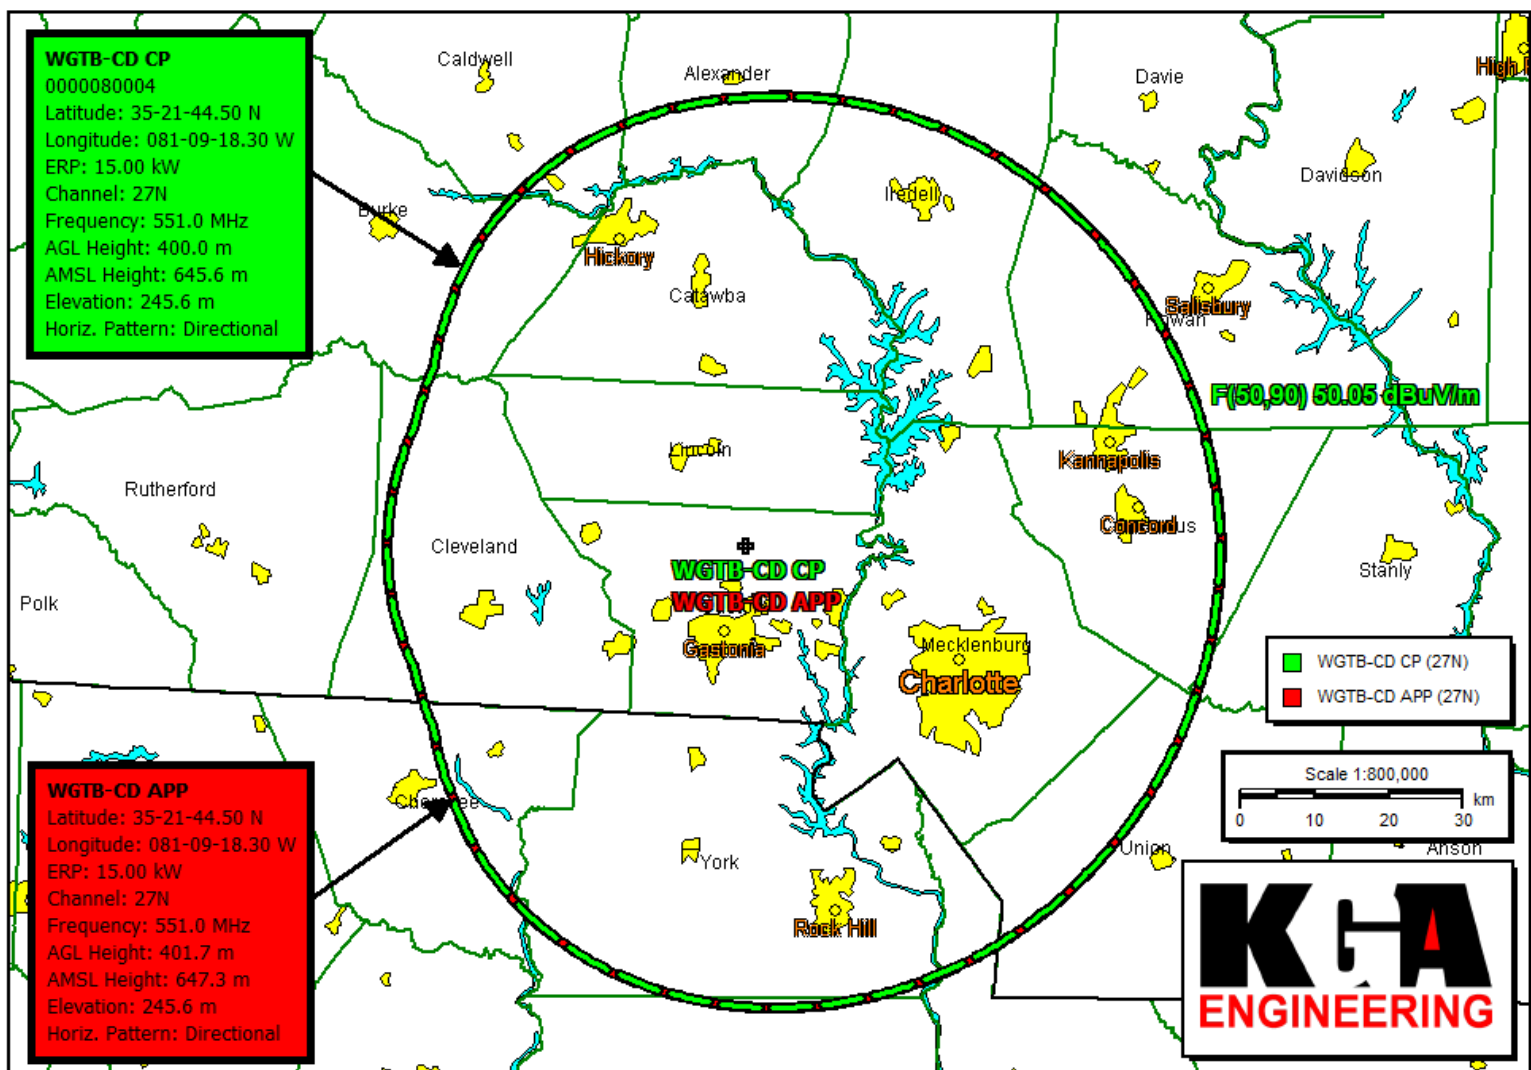 WGTB-CD CP
0000080004
Latitude: 35-21-44.50 N
Longitude: 081-09-18.30 W
ERP: 15.00 kW
Channel: 27N
Frequency: 551.0 MHz
AGL Height: 400.0 m
AMSL Height: 645.6 m
Elevation: 245.6 m
Horiz. Pattern: Directional
Caldwell
Alexander
Davie
High
Davidson
Burke
Iredell
Hickory
Catawba
Salisbury
Rowan
F(50,90) 50.05 dBuV/m
Lincoln
Kannapolis
Rutherford
Concord
Cleveland
WGTB-CD CP
Stanly
Polk
WGTB-CD APP
Gastonia
Mecklenburg
Charlotte
WGTB-CD CP (27N)
WGTB-CD APP (27N)
WGTB-CD APP
Latitude: 35-21-44.50 N
Longitude: 081-09-18.30 W
ERP: 15.00 kW
Channel: 27N
Frequency: 551.0 MHz
AGL Height: 401.7 m
AMSL Height: 647.3 m
Elevation: 245.6 m
Horiz. Pattern: Directional
Scale 1:800,000
km
0 10 20 30
Cherokee
York
Union
Anson
Rock Hill
KGA
ENGINEERING